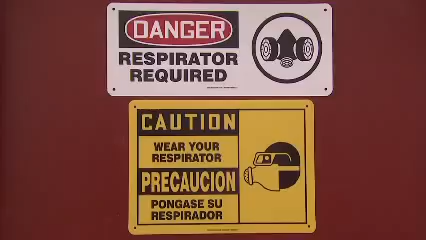 DANGER
RESPIRATOR
REQUIRED
CAUTION
WEAR YOUR
RESPIRATOR
PRECAUCION
PONGASE SU
RESPIRADOR